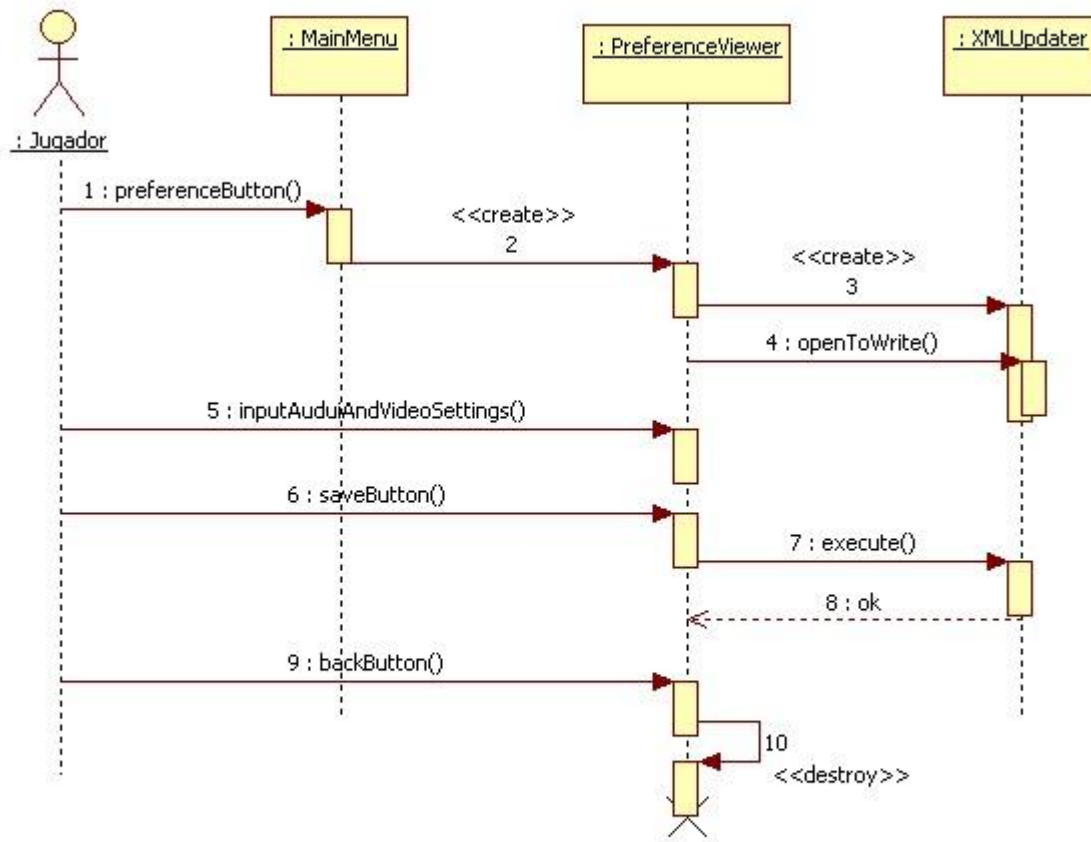 : MainMenu
: PreferenceViewer
: XMLUpdater
: Jugador
1 : preferenceButton()
<<create>>
2
<<create>>
3
4 : openToWrite()
5 : inputAuduiAndVideoSettings()
6 : saveButton()
7 : execute()
8 : ok
9 : backButton()
10
<<destroy>>